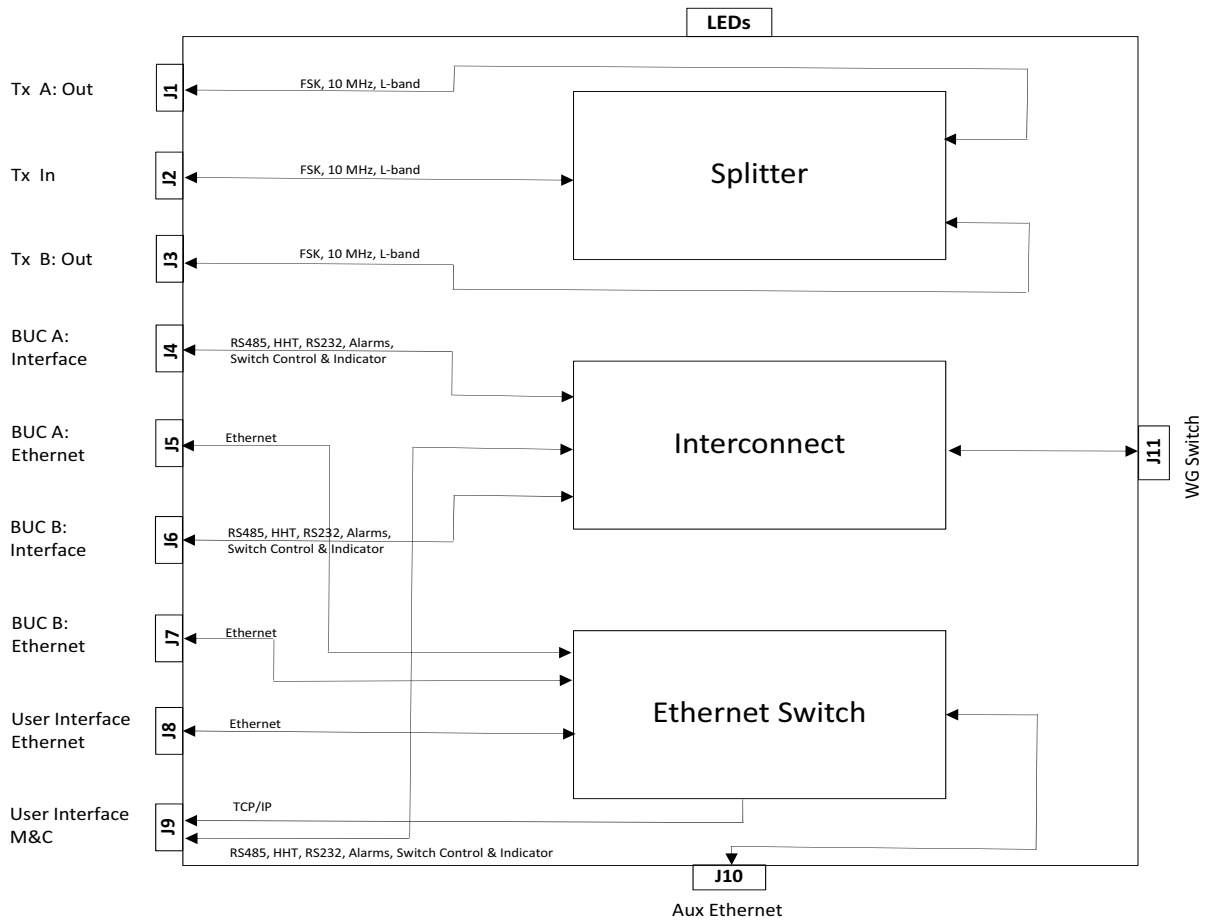 LEDs
Tx A: Out
J1
FSK, 10 MHz, L-band
Tx In
J2
FSK, 10 MHz, L-band
Splitter
Tx B: Out
J3
FSK, 10 MHz, L-band
BUC A:
Interface
J4
RS485, HHT, RS232, Alarms,
Switch Control & Indicator
BUC A:
Ethernet
J5
Ethernet
Interconnect
J11
WG Switch
BUC B:
Interface
J6
RS485, HHT, RS232, Alarms,
Switch Control & Indicator
BUC B:
Ethernet
J7
Ethernet
User Interface
Ethernet
J8
Ethernet
Ethernet Switch
User Interface
M&C
J9
TCP/IP
RS485, HHT, RS232, Alarms, Switch Control & Indicator
J10
Aux Ethernet